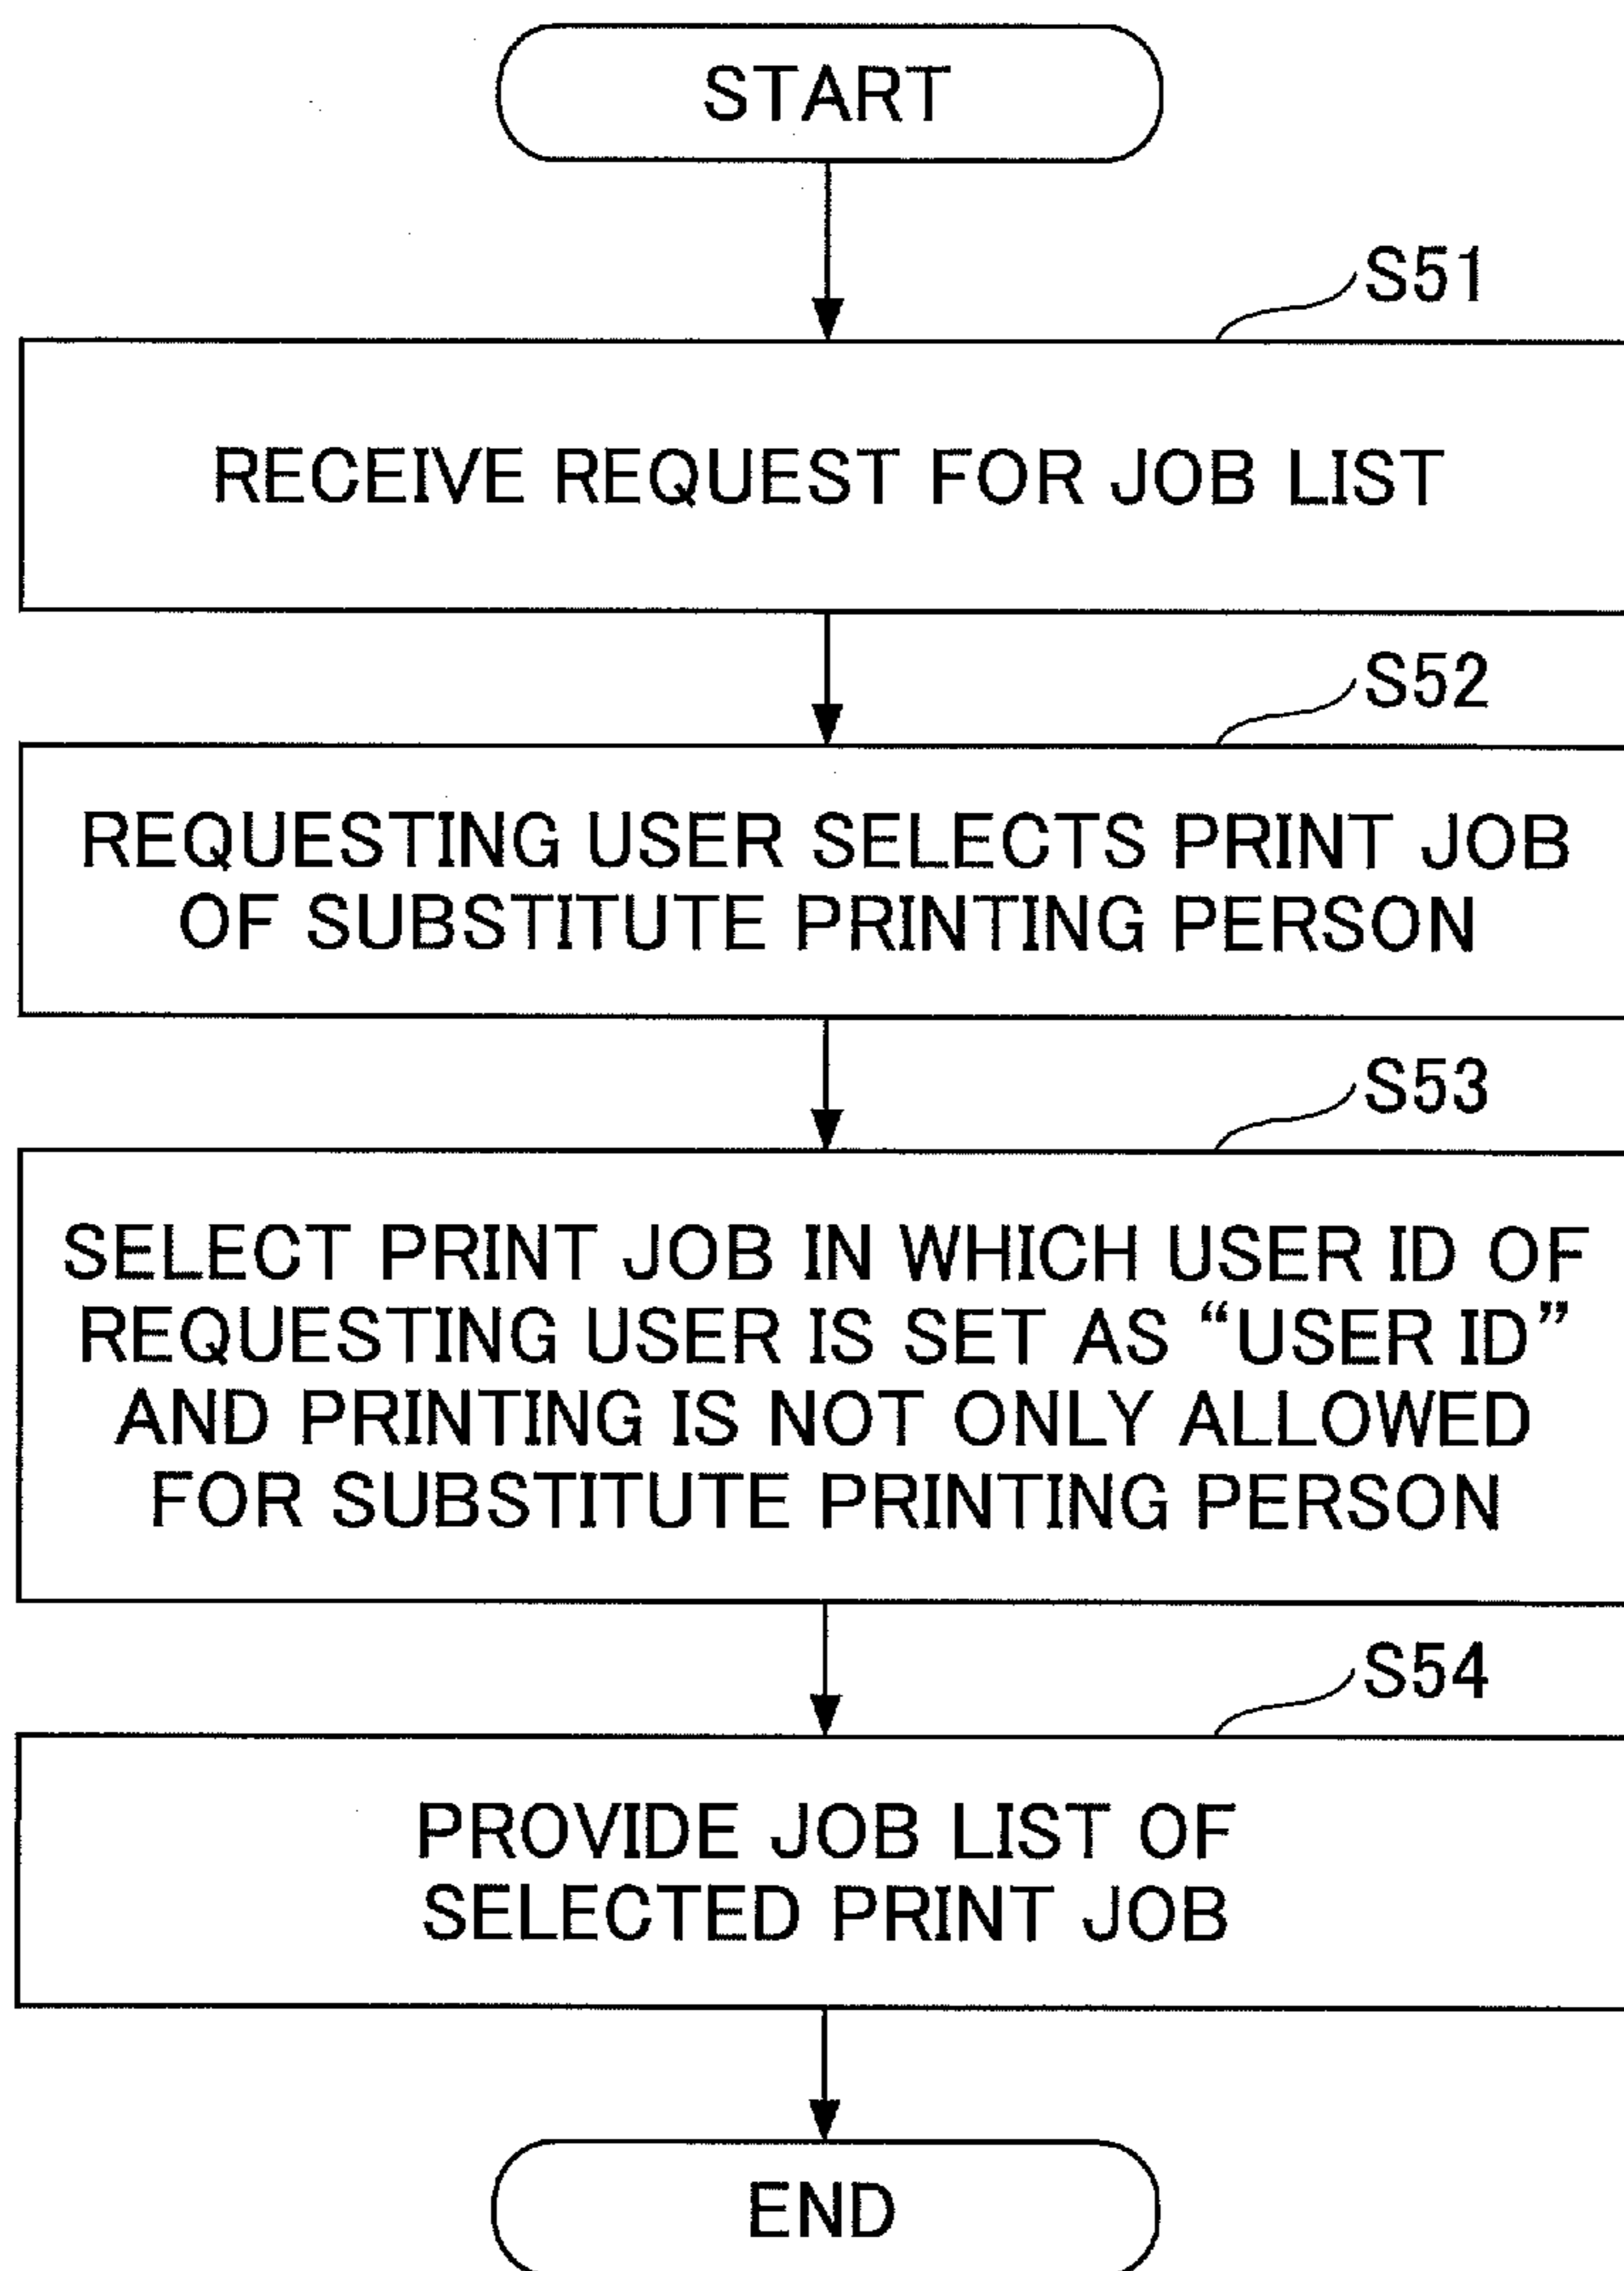 START
S51
RECEIVE REQUEST FOR JOB LIST
S52
REQUESTING USER SELECTS PRINT JOB
OF SUBSTITUTE PRINTING PERSON
S53
SELECT PRINT JOB IN WHICH USER ID OF
REQUESTING USER IS SET AS “USER ID”
AND PRINTING IS NOT ONLY ALLOWED
FOR SUBSTITUTE PRINTING PERSON
S54
PROVIDE JOB LIST OF
SELECTED PRINT JOB
END